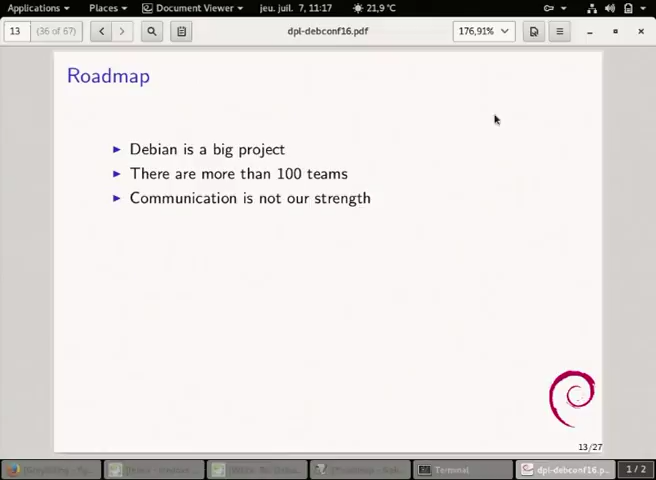 Applications Places Document Viewer jeu. juil. 7, 11:17 21,9 °C
13 (36 of 67) dpl-debconf16.pdf 176,91%
Roadmap
Debian is a big project
There are more than 100 teams
Communication is not our strength
13/27
Terminal dpl-debconf16.p... 1 / 2